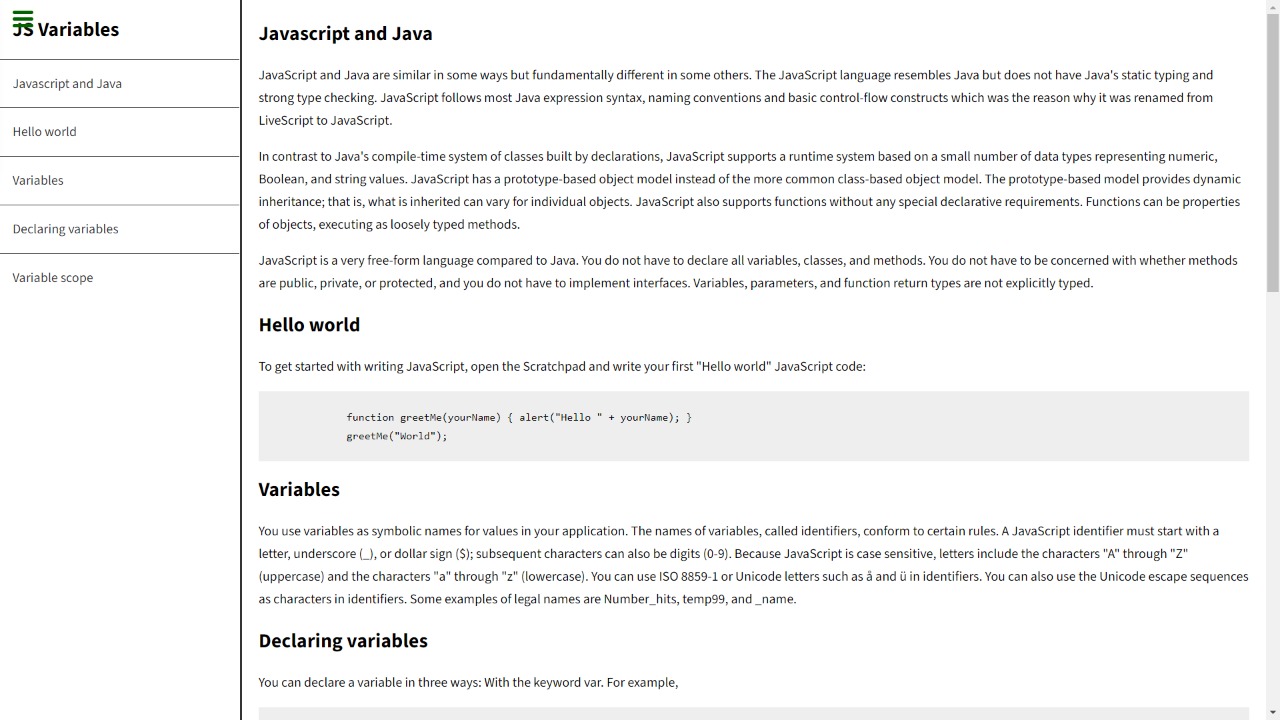 JS Variables
Javascript and Java
Hello world
Variables
Declaring variables
Variable scope
Javascript and Java
JavaScript and Java are similar in some ways but fundamentally different in some others. The JavaScript language resembles Java but does not have Java's static typing and
strong type checking. JavaScript follows most Java expression syntax, naming conventions and basic control-flow constructs which was the reason why it was renamed from
LiveScript to JavaScript.
In contrast to Java's compile-time system of classes built by declarations, JavaScript supports a runtime system based on a small number of data types representing numeric,
Boolean, and string values. JavaScript has a prototype-based object model instead of the more common class-based object model. The prototype-based model provides dynamic
inheritance; that is, what is inherited can vary for individual objects. JavaScript also supports functions without any special declarative requirements. Functions can be properties
of objects, executing as loosely typed methods.
JavaScript is a very free-form language compared to Java. You do not have to declare all variables, classes, and methods. You do not have to be concerned with whether methods
are public, private, or protected, and you do not have to implement interfaces. Variables, parameters, and function return types are not explicitly typed.
Hello world
To get started with writing JavaScript, open the Scratchpad and write your first "Hello world" JavaScript code:
function greetMe(yourName) { alert("Hello " + yourName); }
greetMe("World");
Variables
You use variables as symbolic names for values in your application. The names of variables, called identifiers, conform to certain rules. A JavaScript identifier must start with a
letter, underscore (_), or dollar sign ($); subsequent characters can also be digits (0-9). Because JavaScript is case sensitive, letters include the characters "A" through "Z"
(uppercase) and the characters "a" through "z" (lowercase). You can use ISO 8859-1 or Unicode letters such as å and ü in identifiers. You can also use the Unicode escape sequences
as characters in identifiers. Some examples of legal names are Number_hits, temp99, and _name.
Declaring variables
You can declare a variable in three ways: With the keyword var. For example,